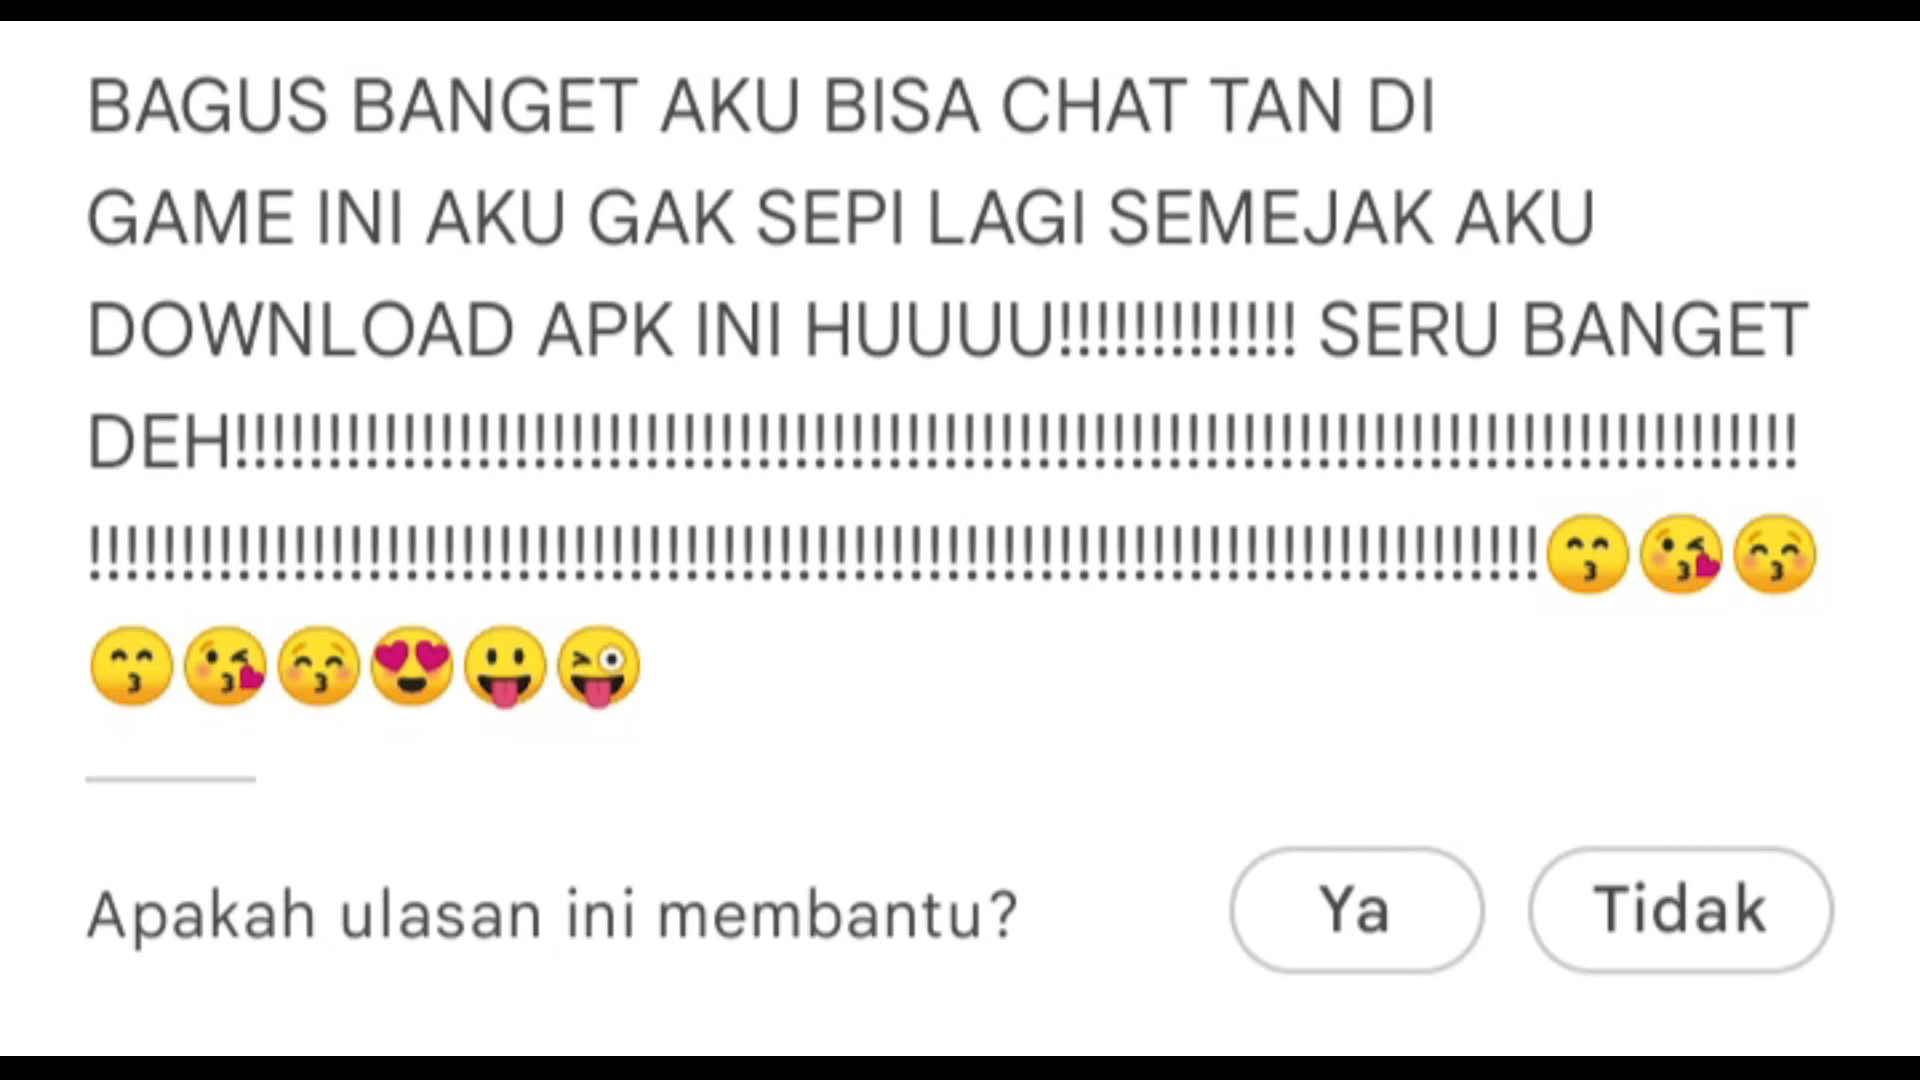 BAGUS BANGET AKU BISA CHAT TAN DI
GAME INI AKU GAK SEPI LAGI SEMEJAK AKU
DOWNLOAD APK INI HUUUU!!!!!!!!!!!!! SERU BANGET
DEH!!!!!!!!!!!!!!!!!!!!!!!!!!!!!!!!!!!!!!!!!!!!!!!!!!!!!!!!!!!!!!!!!!!!!!!!!!!!!!!!!!!!
!!!!!!!!!!!!!!!!!!!!!!!!!!!!!!!!!!!!!!!!!!!!!!!!!!!!!!!!!!!!!!!!!!!!!!!!!!!!!!😙😘😚
😙😘😚😍😛😜
Apakah ulasan ini membantu? Ya Tidak